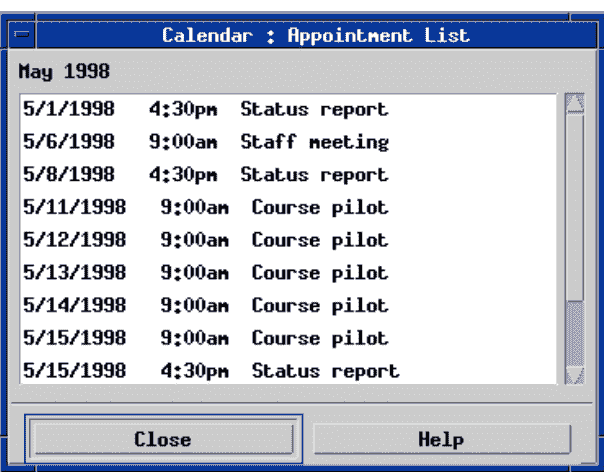 Calendar : Appointment List
May 1998
5/1/1998 4:30pm Status report
5/6/1998 9:00am Staff meeting
5/8/1998 4:30pm Status report
5/11/1998 9:00am Course pilot
5/12/1998 9:00am Course pilot
5/13/1998 9:00am Course pilot
5/14/1998 9:00am Course pilot
5/15/1998 9:00am Course pilot
5/15/1998 4:30pm Status report
Close Help